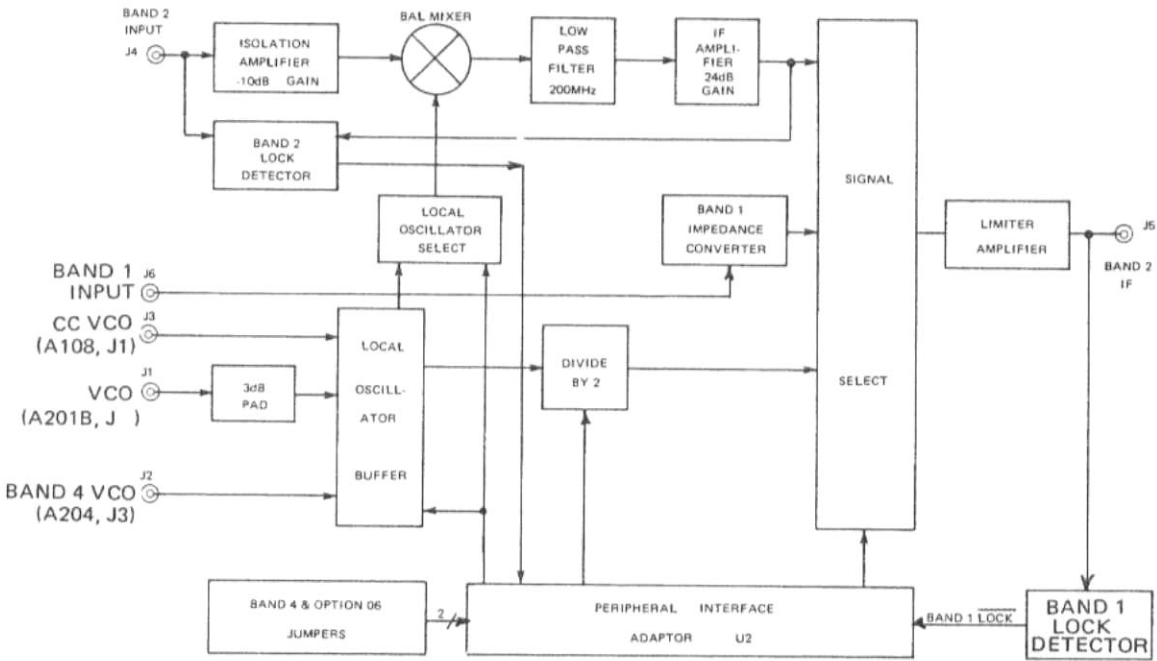 BAND 2
INPUT
J4
ISOLATION
AMPLIFIER
-10dB GAIN
BAL MIXER
LOW
PASS
FILTER
200MHz
IF
AMPLI-
FIER
24dB
GAIN
BAND 2
LOCK
DETECTOR
LOCAL
OSCILLATOR
SELECT
BAND 1
IMPEDANCE
CONVERTER
SIGNAL
SELECT
LIMITER
AMPLIFIER
J5
BAND 2
IF
BAND 1
INPUT
J6
CC VCO
(A108, J1)
J3
VCO
(A201B, J )
J1
3dB
PAD
LOCAL
OSCILL-
ATOR
BUFFER
DIVIDE
BY 2
BAND 4 VCO
(A204, J3)
J2
BAND 4 & OPTION 06
JUMPERS
2
PERIPHERAL INTERFACE
ADAPTOR U2
BAND 1 LOCK
BAND 1
LOCK
DETECTOR